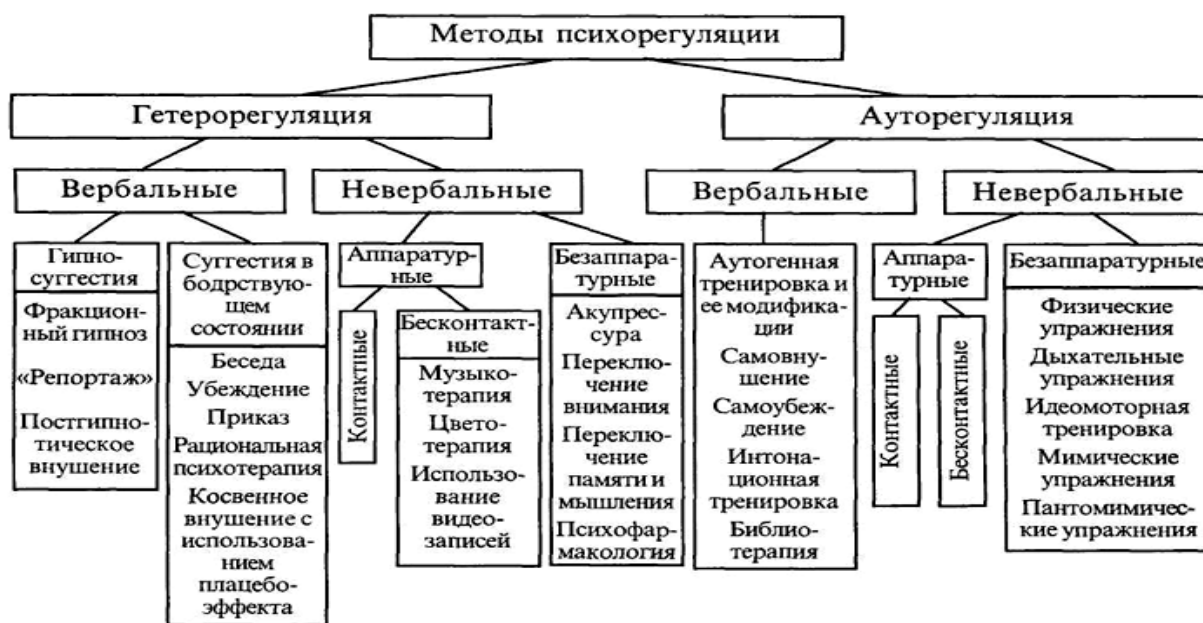 Методы психорегуляции
Гетерорегуляция
Ауторегуляция
Вербальные
Невербальные
Вербальные
Невербальные
Гипно-
суггестия
Фракцион-
ный гипноз
«Репортаж»
Постгипно-
тическое
внушение
Суггестия в
бодрствую-
щем
состоянии
Беседа
Убеждение
Приказ
Рациональная
психотерапия
Косвенное
внушение с
использова-
нием
плацебо-
эффекта
Аппаратур-
ные
Контактные
Бесконтакт-
ные
Музыко-
терапия
Цвето-
терапия
Использо-
вание
видео-
записей
Безаппара-
турные
Акупрес-
сура
Переклю-
чение
внимания
Переклю-
чение
памяти и
мышления
Психофар-
макология
Аутогенная
тренировка и
ее модифика-
ции
Самовну-
шение
Самоубеж-
дение
Интона-
ционная
тренировка
Библио-
терапия
Аппара-
турные
Контактные
Бесконтактные
Безаппаратурные
Физические
упражнения
Дыхательные
упражнения
Идеомоторная
тренировка
Мимические
упражнения
Пантомимиче-
ские упражнения